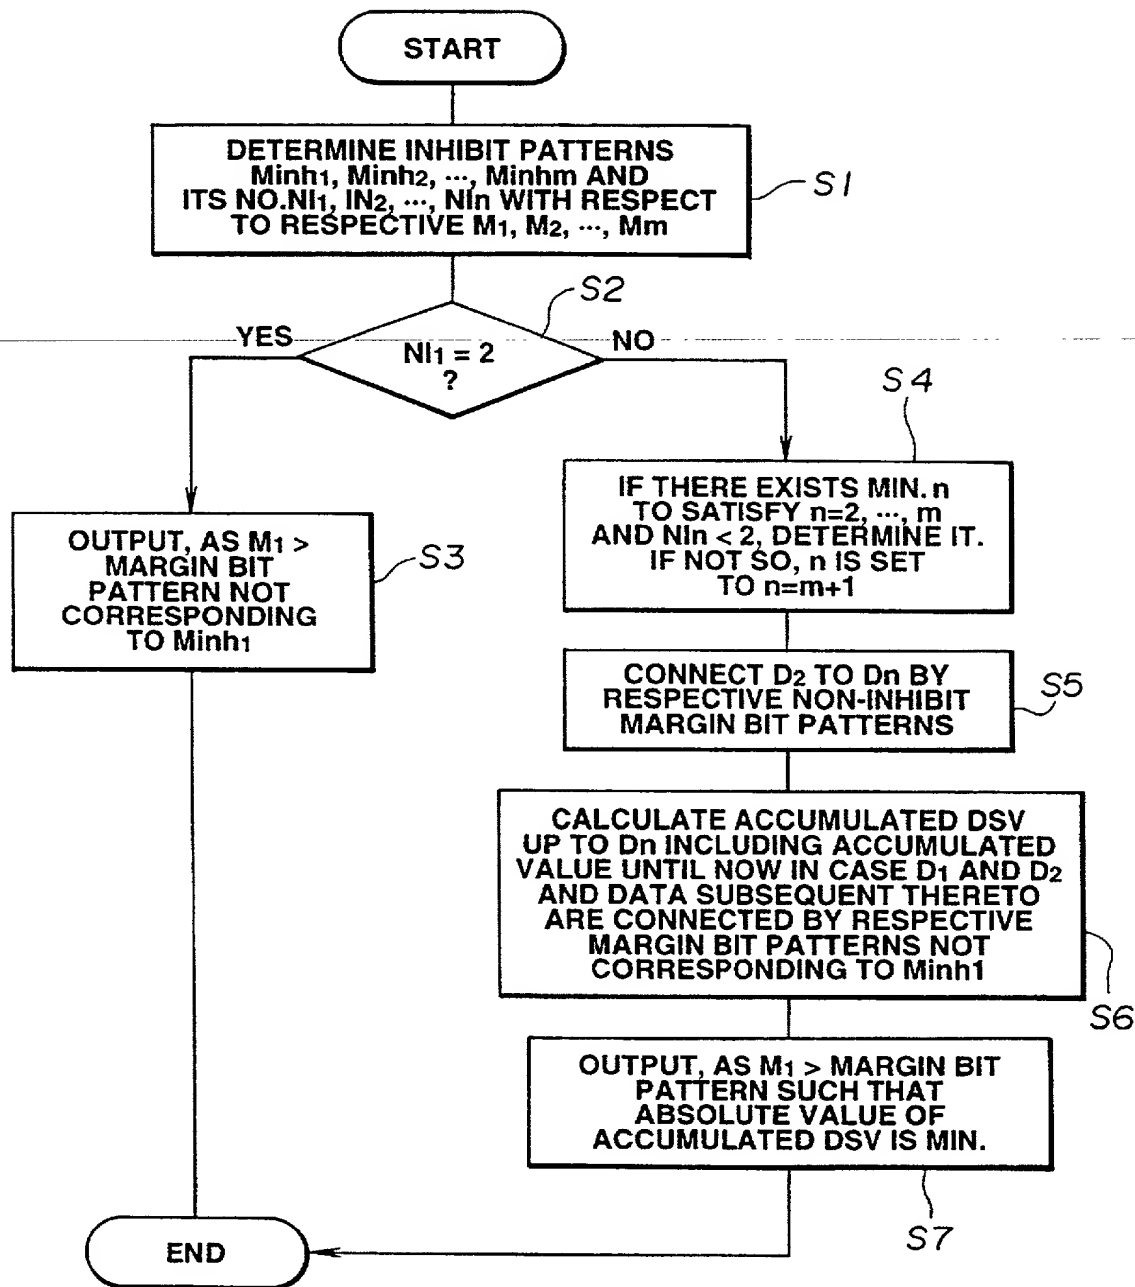 START
DETERMINE INHIBIT PATTERNS
Minh1, Minh2, ···, Minhm AND
ITS NO.NI1, IN2, ···, NIn WITH RESPECT
TO RESPECTIVE M1, M2, ···, Mm
S1
S2
YES
NI1 = 2
?
NO
OUTPUT, AS M1 >
MARGIN BIT
PATTERN NOT
CORRESPONDING
TO Minh1
S3
S4
IF THERE EXISTS MIN. n
TO SATISFY n=2, ···, m
AND NIn < 2, DETERMINE IT.
IF NOT SO, n IS SET
TO n=m+1
CONNECT D2 TO Dn BY
RESPECTIVE NON-INHIBIT
MARGIN BIT PATTERNS
S5
CALCULATE ACCUMULATED DSV
UP TO Dn INCLUDING ACCUMULATED
VALUE UNTIL NOW IN CASE D1 AND D2
AND DATA SUBSEQUENT THERETO
ARE CONNECTED BY RESPECTIVE
MARGIN BIT PATTERNS NOT
CORRESPONDING TO Minh1
S6
OUTPUT, AS M1 > MARGIN BIT
PATTERN SUCH THAT
ABSOLUTE VALUE OF
ACCUMULATED DSV IS MIN.
S7
END